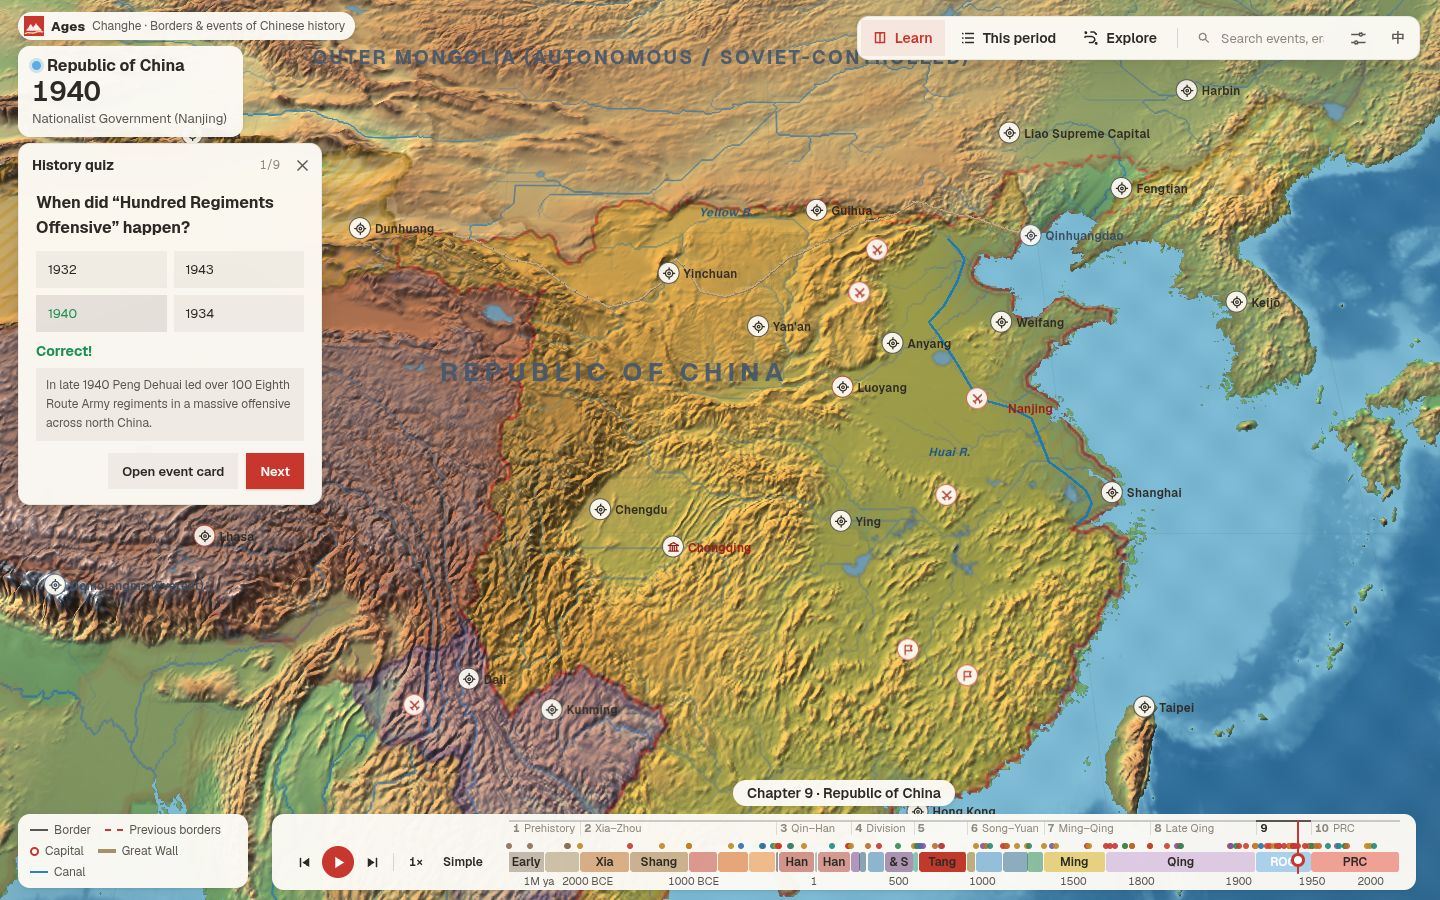 Ages Changhe · Borders & events of Chinese history
Republic of China
1940
Nationalist Government (Nanjing)
Learn
This period
Explore
Search events, er
中
OUTER MONGOLIA (AUTONOMOUS / SOVIET-CONTROLLED)
History quiz
1/9
When did “Hundred Regiments
Offensive” happen?
1932
1943
1940
1934
Correct!
In late 1940 Peng Dehuai led over 100 Eighth
Route Army regiments in a massive offensive
across north China.
Open event card
Next
Harbin
Liao Supreme Capital
Fengtian
Yellow R.
Guihua
Dunhuang
Qinhuangdao
Yinchuan
Keijō
Yan'an
Weifang
Anyang
REPUBLIC OF CHINA
Luoyang
Nanjing
Huai R.
Shanghai
Chengdu
Ying
Lhasa
Chongqing
Dali
Kunming
Taipei
Chapter 9 · Republic of China
Hong Kong
Border
Previous borders
Capital
Great Wall
Canal
1×
Simple
1 Prehistory
2 Xia–Zhou
3 Qin–Han
4 Division
5
6 Song–Yuan
7 Ming–Qing
8 Late Qing
9
10 PRC
Early
Xia
Shang
Han
Han
& S
Tang
Ming
Qing
RO
PRC
1M ya
2000 BCE
1000 BCE
1
500
1000
1500
1800
1900
1950
2000